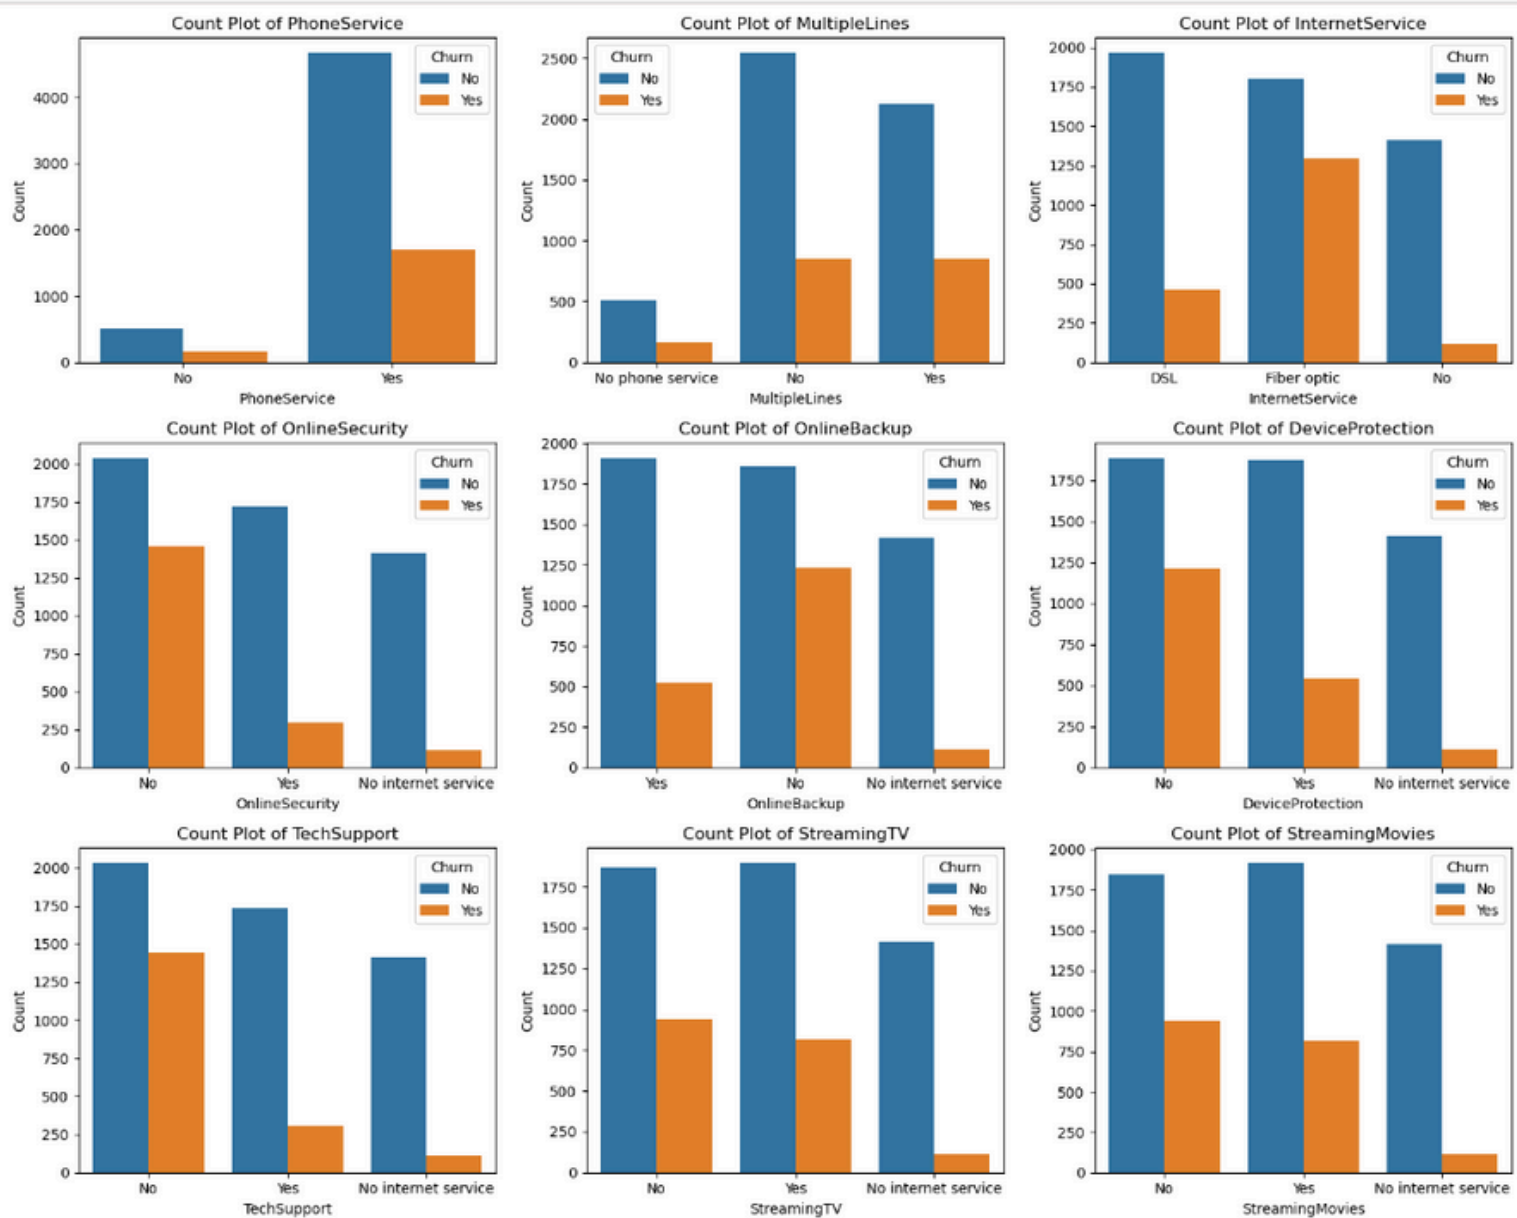 Count Plot of PhoneService
Churn
No
Yes
4000
3000
2000
1000
0
Count
No Yes
PhoneService
Count Plot of MultipleLines
Churn
No
Yes
2500
2000
1500
1000
500
0
Count
No phone service No Yes
MultipleLines
Count Plot of InternetService
Churn
No
Yes
2000
1750
1500
1250
1000
750
500
250
0
Count
DSL Fiber optic No
InternetService
Count Plot of OnlineSecurity
Churn
No
Yes
2000
1750
1500
1250
1000
750
500
250
0
Count
No Yes No internet service
OnlineSecurity
Count Plot of OnlineBackup
Churn
No
Yes
2000
1750
1500
1250
1000
750
500
250
0
Count
Yes No No internet service
OnlineBackup
Count Plot of DeviceProtection
Churn
No
Yes
1750
1500
1250
1000
750
500
250
0
Count
No Yes No internet service
DeviceProtection
Count Plot of TechSupport
Churn
No
Yes
2000
1750
1500
1250
1000
750
500
250
0
Count
No Yes No internet service
TechSupport
Count Plot of StreamingTV
Churn
No
Yes
1750
1500
1250
1000
750
500
250
0
Count
No Yes No internet service
StreamingTV
Count Plot of StreamingMovies
Churn
No
Yes
2000
1750
1500
1250
1000
750
500
250
0
Count
No Yes No internet service
StreamingMovies